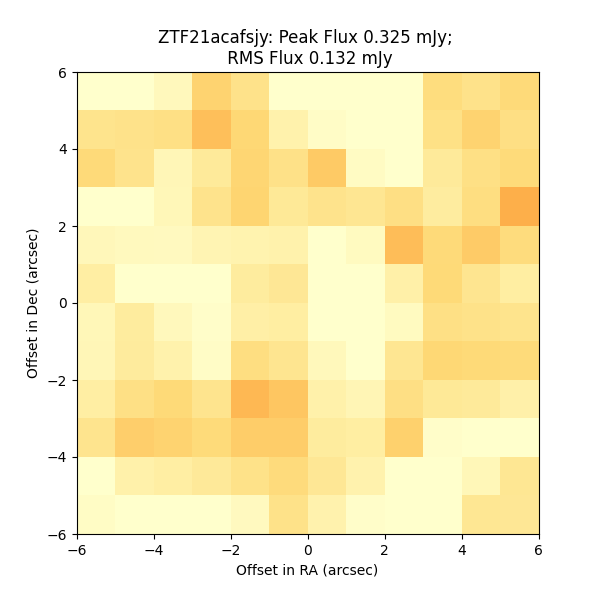 ZTF21acafsjy: Peak Flux 0.325 mJy;
RMS Flux 0.132 mJy
6
4
2
0
−2
−4
−6
Offset in Dec (arcsec)
−6 −4 −2 0 2 4 6
Offset in RA (arcsec)